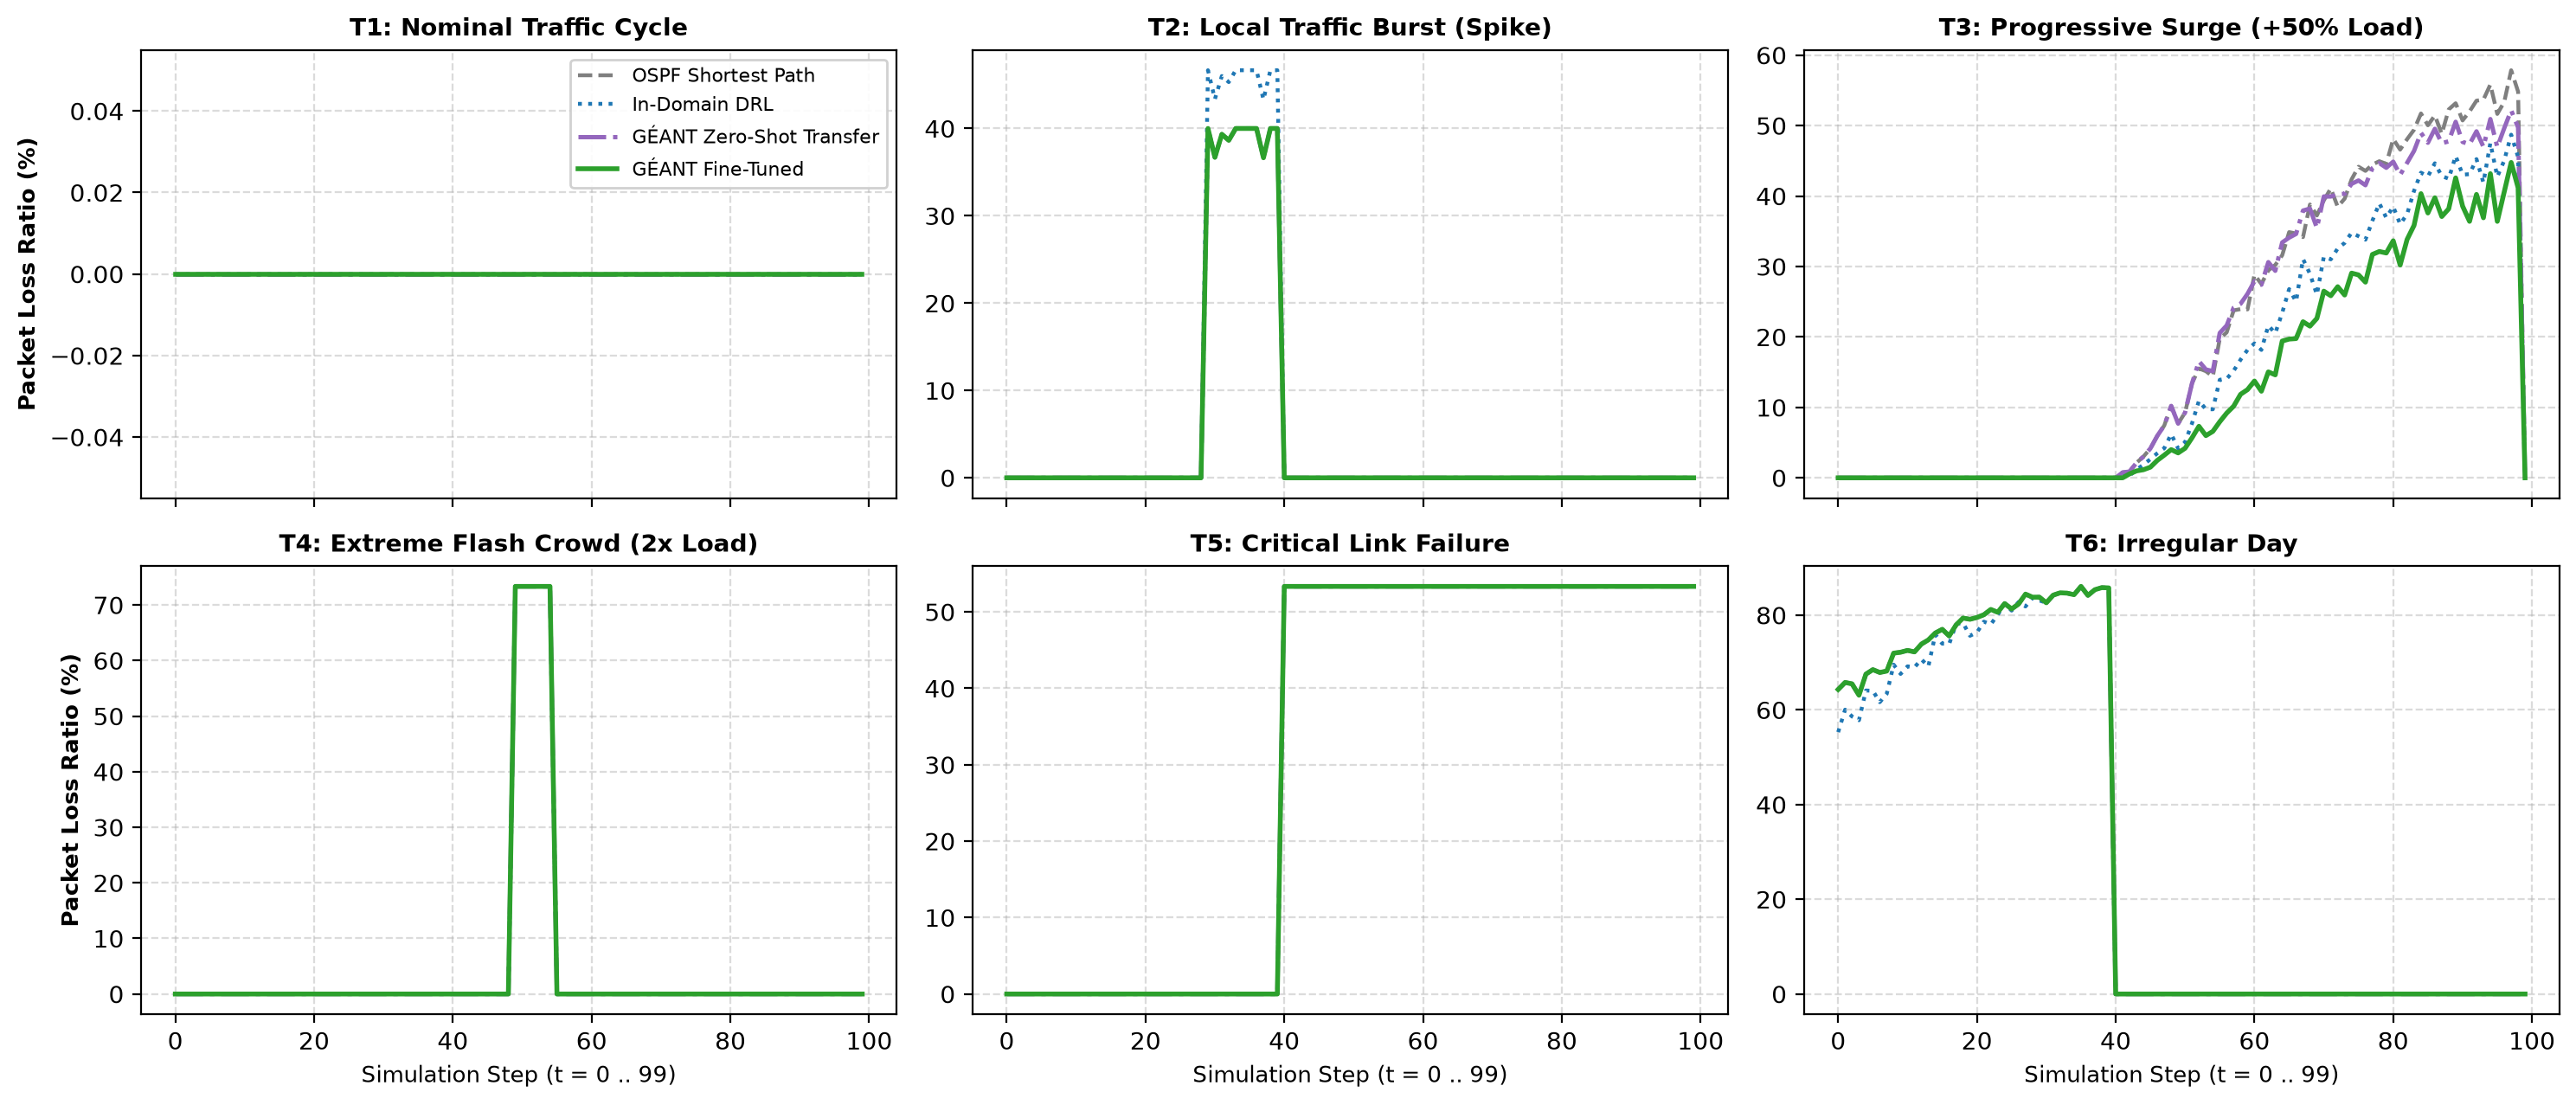 T1: Nominal Traffic Cycle
Packet Loss Ratio (%)
0.04
0.02
0.00
−0.02
−0.04
OSPF Shortest Path
In-Domain DRL
GÉANT Zero-Shot Transfer
GÉANT Fine-Tuned
T2: Local Traffic Burst (Spike)
40
30
20
10
0
T3: Progressive Surge (+50% Load)
60
50
40
30
20
10
0
T4: Extreme Flash Crowd (2x Load)
Packet Loss Ratio (%)
70
60
50
40
30
20
10
0
0 20 40 60 80 100
Simulation Step (t = 0 .. 99)
T5: Critical Link Failure
50
40
30
20
10
0
0 20 40 60 80 100
Simulation Step (t = 0 .. 99)
T6: Irregular Day
80
60
40
20
0
0 20 40 60 80 100
Simulation Step (t = 0 .. 99)